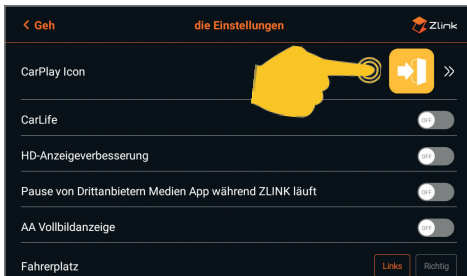 < Geh die Einstellungen Zlink
CarPlay Icon »
CarLife OFF
HD-Anzeigeverbesserung OFF
Pause von Drittanbietern Medien App während ZLINK läuft OFF
AA Vollbildanzeige OFF
Fahrerplatz Links Richtig